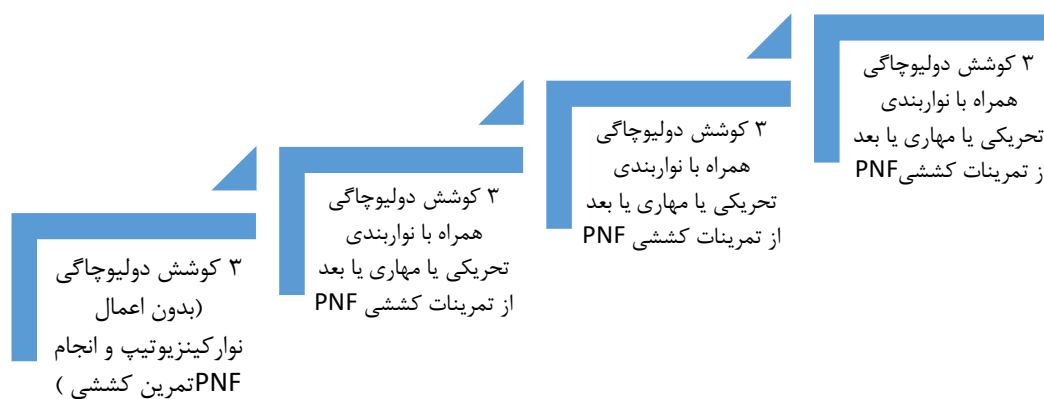 ۳ کوشش دولیوچاگی
(بدون اعمال
نوارکینزیوتیپ و انجام
PNFتمرین کششی )
۳ کوشش دولیوچاگی
همراه با نواربندی
تحریکی یا مهاری یا بعد
از تمرینات کششی PNF
۳ کوشش دولیوچاگی
همراه با نواربندی
تحریکی یا مهاری یا بعد
از تمرینات کششی PNF
۳ کوشش دولیوچاگی
همراه با نواربندی
تحریکی یا مهاری یا بعد
ز تمرینات کششیPNF